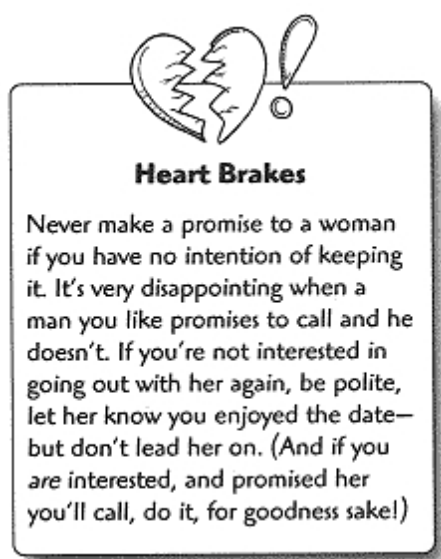 Heart Brakes
Never make a promise to a woman
if you have no intention of keeping
it. It's very disappointing when a
man you like promises to call and he
doesn't. If you're not interested in
going out with her again, be polite,
let her know you enjoyed the date—
but don't lead her on. (And if you
are interested, and promised her
you'll call, do it, for goodness sake!)